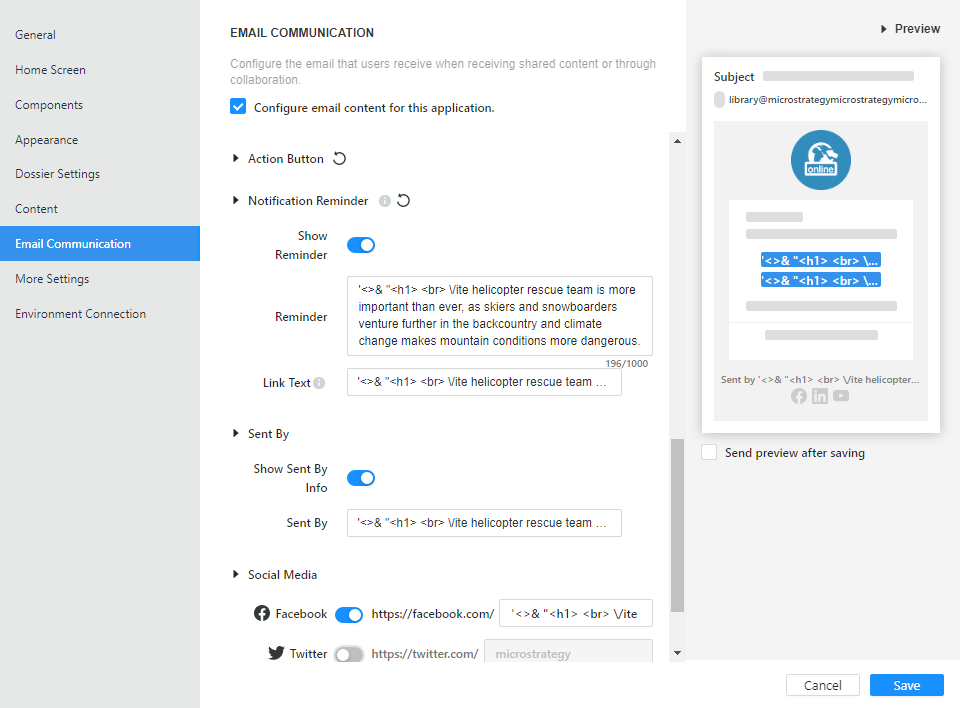 General
Home Screen
Components
Appearance
Dossier Settings
Content
Email Communication
More Settings
Environment Connection
EMAIL COMMUNICATION
Configure the email that users receive when receiving shared content or through
collaboration.
Configure email content for this application.
Action Button
Notification Reminder
Show
Reminder
Reminder
'<>& "<h1> <br> \/ite helicopter rescue team is more
important than ever, as skiers and snowboarders
venture further in the backcountry and climate
change makes mountain conditions more dangerous.
196/1000
Link Text
'<>& "<h1> <br> \/ite helicopter rescue team ...
Sent By
Show Sent By
Info
Sent By
'<>& "<h1> <br> \/ite helicopter rescue team ...
Social Media
Facebook
https://facebook.com/
'<>& "<h1> <br> \/ite
Twitter
https://twitter.com/
microstrategy
Preview
Subject
library@microstrategymicrostrategymicro...
online
'<>& "<h1> <br> \...
'<>& "<h1> <br> \...
Sent by '<>& "<h1> <br> \/ite helicopter...
Send preview after saving
Cancel
Save